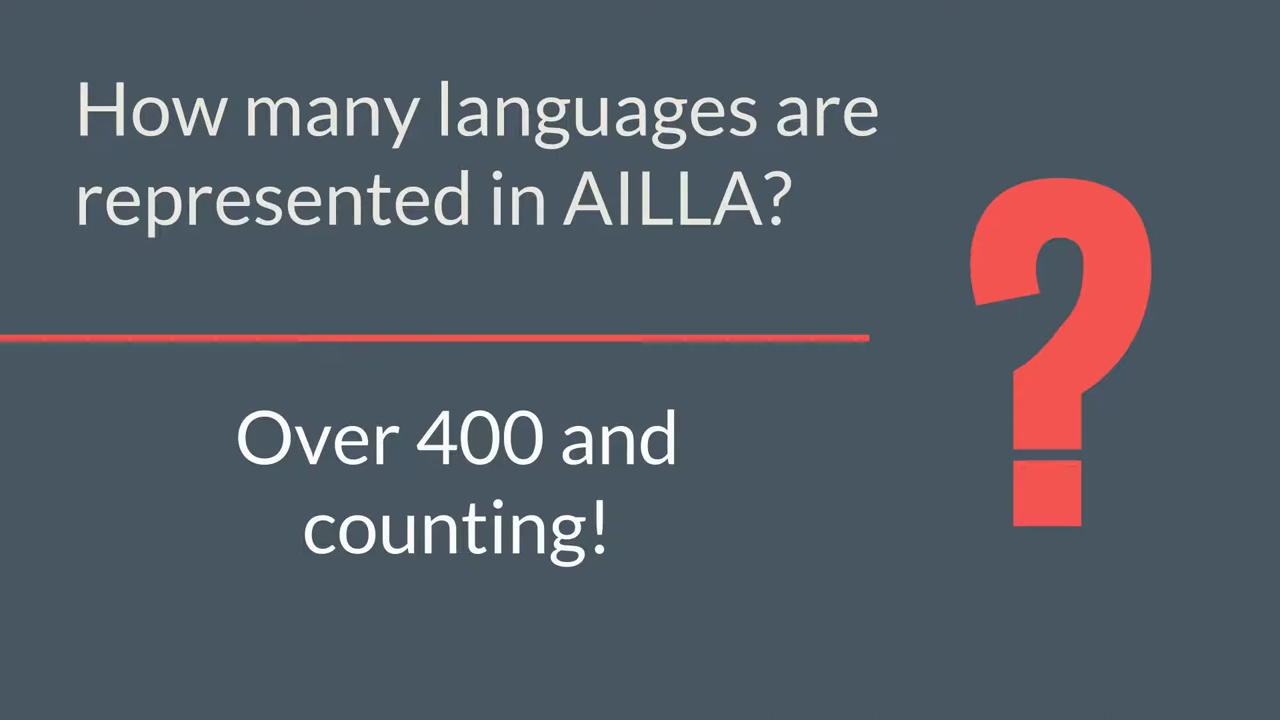 How many languages are
represented in AILLA?
Over 400 and
counting!
?